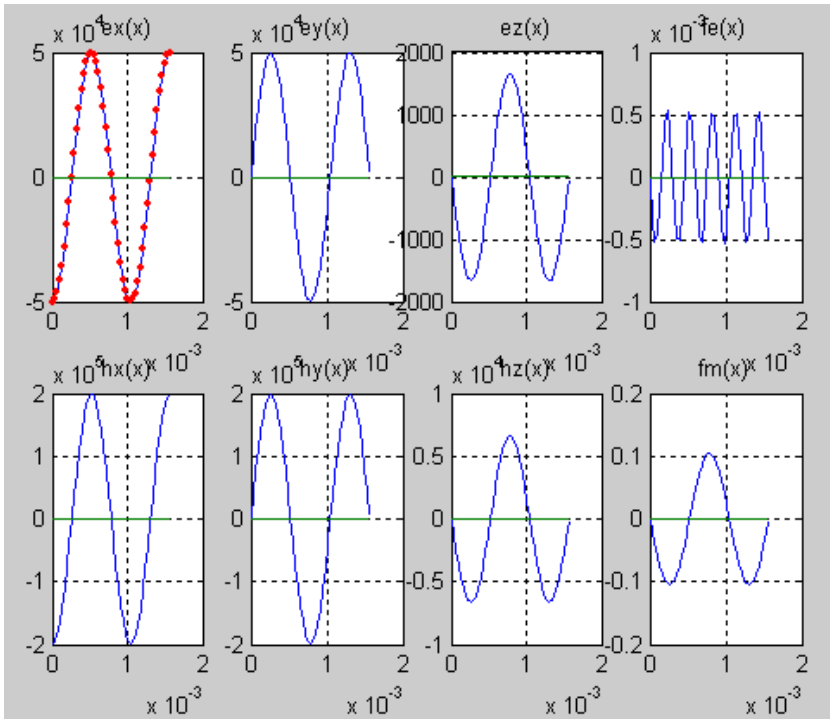 x 10⁴ ex(x)
x 10⁴ ey(x)
ez(x)
x 10⁻³ fe(x)
5
0
-5
0 1 2
x 10⁻³
5
0
-5
0 1 2
x 10⁻³
2000
1000
0
-1000
-2000
0 1 2
x 10⁻³
1
0.5
0
-0.5
-1
0 1 2
x 10⁻³
x 10⁵ hx(x)
x 10⁵ hy(x)
x 10⁴ hz(x)
fm(x)
2
1
0
-1
-2
0 1 2
x 10⁻³
2
1
0
-1
-2
0 1 2
x 10⁻³
1
0.5
0
-0.5
-1
0 1 2
x 10⁻³
0.2
0.1
0
-0.1
-0.2
0 1 2
x 10⁻³